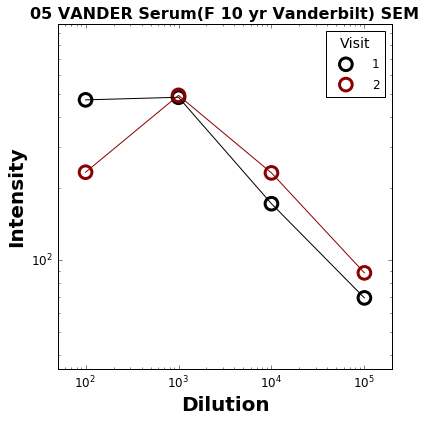 05 VANDER Serum(F 10 yr Vanderbilt) SEM
Visit
1
2
Intensity
10²
10² 10³ 10⁴ 10⁵
Dilution